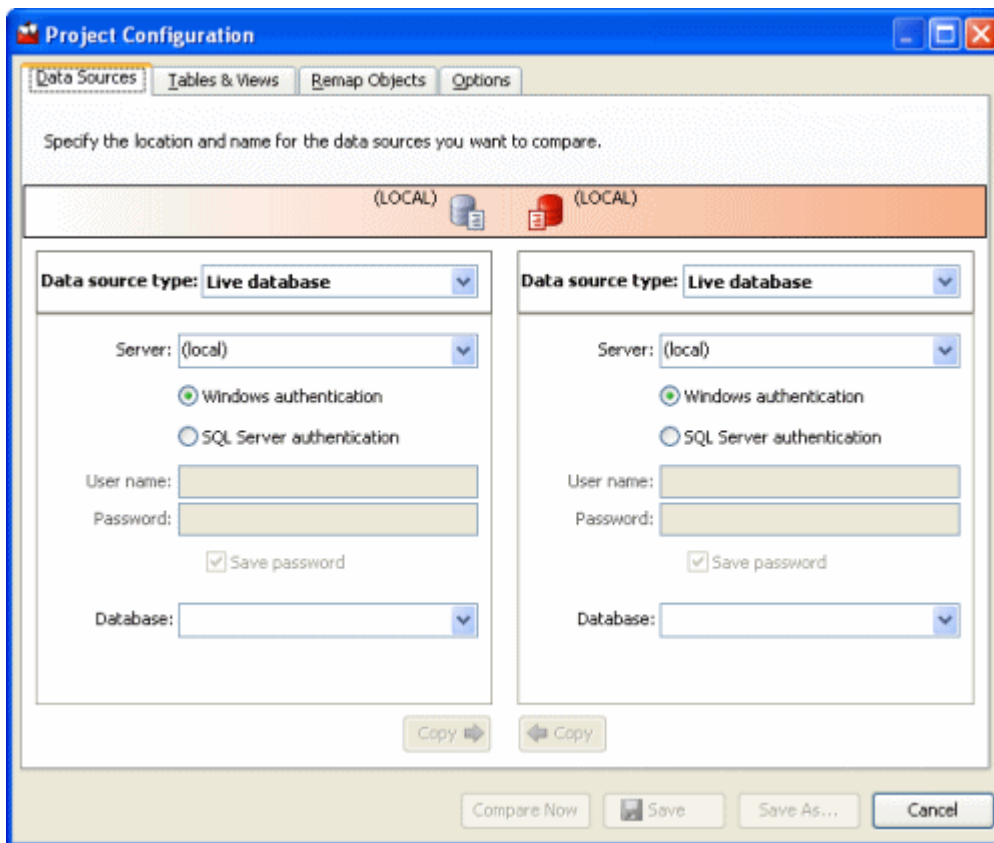 Project Configuration
Data Sources
Tables & Views
Remap Objects
Options
Specify the location and name for the data sources you want to compare.
(LOCAL)
(LOCAL)
Data source type: Live database
Server: (local)
Windows authentication
SQL Server authentication
User name:
Password:
Save password
Database:
Copy
Data source type: Live database
Server: (local)
Windows authentication
SQL Server authentication
User name:
Password:
Save password
Database:
Copy
Compare Now
Save
Save As...
Cancel